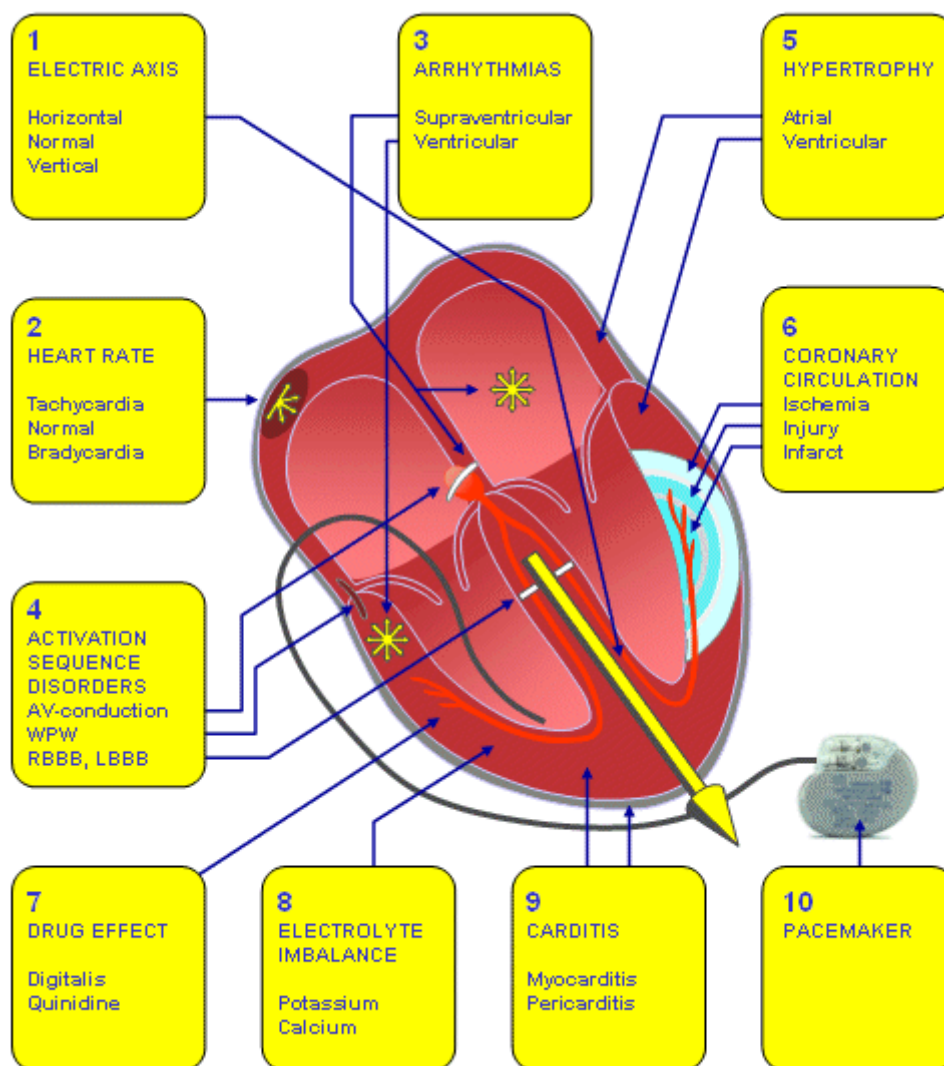 1
ELECTRIC AXIS
Horizontal
Normal
Vertical
3
ARRHYTHMIAS
Supraventricular
Ventricular
5
HYPERTROPHY
Atrial
Ventricular
2
HEART RATE
Tachycardia
Normal
Bradycardia
6
CORONARY
CIRCULATION
Ischemia
Injury
Infarct
4
ACTIVATION
SEQUENCE
DISORDERS
AV-conduction
WPW
RBBB, LBBB
7
DRUG EFFECT
Digitalis
Quinidine
8
ELECTROLYTE
IMBALANCE
Potassium
Calcium
9
CARDITIS
Myocarditis
Pericarditis
10
PACEMAKER